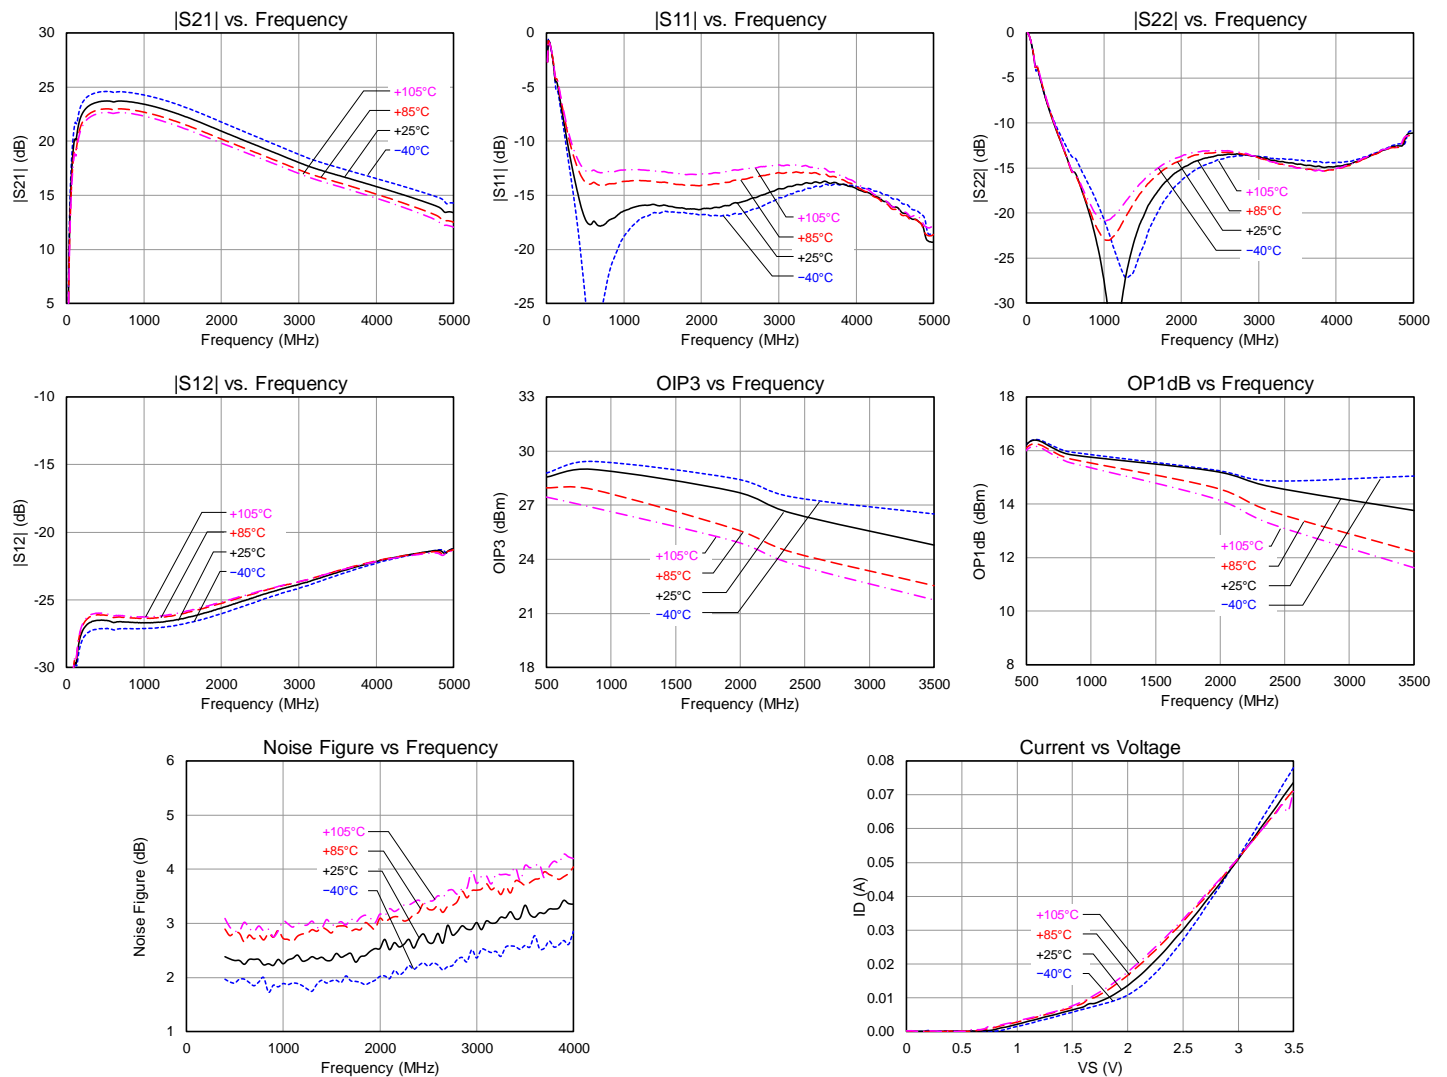 |S21| vs. Frequency
30
25
20
15
10
5
|S21| (dB)
+105°C
+85°C
+25°C
−40°C
0 1000 2000 3000 4000 5000
Frequency (MHz)
|S11| vs. Frequency
0
-5
-10
-15
-20
-25
|S11| (dB)
+105°C
+85°C
+25°C
−40°C
0 1000 2000 3000 4000 5000
Frequency (MHz)
|S22| vs. Frequency
0
-5
-10
-15
-20
-25
-30
|S22| (dB)
+105°C
+85°C
+25°C
−40°C
0 1000 2000 3000 4000 5000
Frequency (MHz)
|S12| vs. Frequency
-10
-15
-20
-25
-30
|S12| (dB)
+105°C
+85°C
+25°C
−40°C
0 1000 2000 3000 4000 5000
Frequency (MHz)
OIP3 vs Frequency
33
30
27
24
21
18
OIP3 (dBm)
+105°C
+85°C
+25°C
−40°C
500 1000 1500 2000 2500 3000 3500
Frequency (MHz)
OP1dB vs Frequency
18
16
14
12
10
8
OP1dB (dBm)
+105°C
+85°C
+25°C
−40°C
500 1000 1500 2000 2500 3000 3500
Frequency (MHz)
Noise Figure vs Frequency
6
5
4
3
2
1
Noise Figure (dB)
+105°C
+85°C
+25°C
−40°C
0 1000 2000 3000 4000
Frequency (MHz)
Current vs Voltage
0.08
0.07
0.06
0.05
0.04
0.03
0.02
0.01
0.00
ID (A)
+105°C
+85°C
+25°C
−40°C
0 0.5 1 1.5 2 2.5 3 3.5
VS (V)